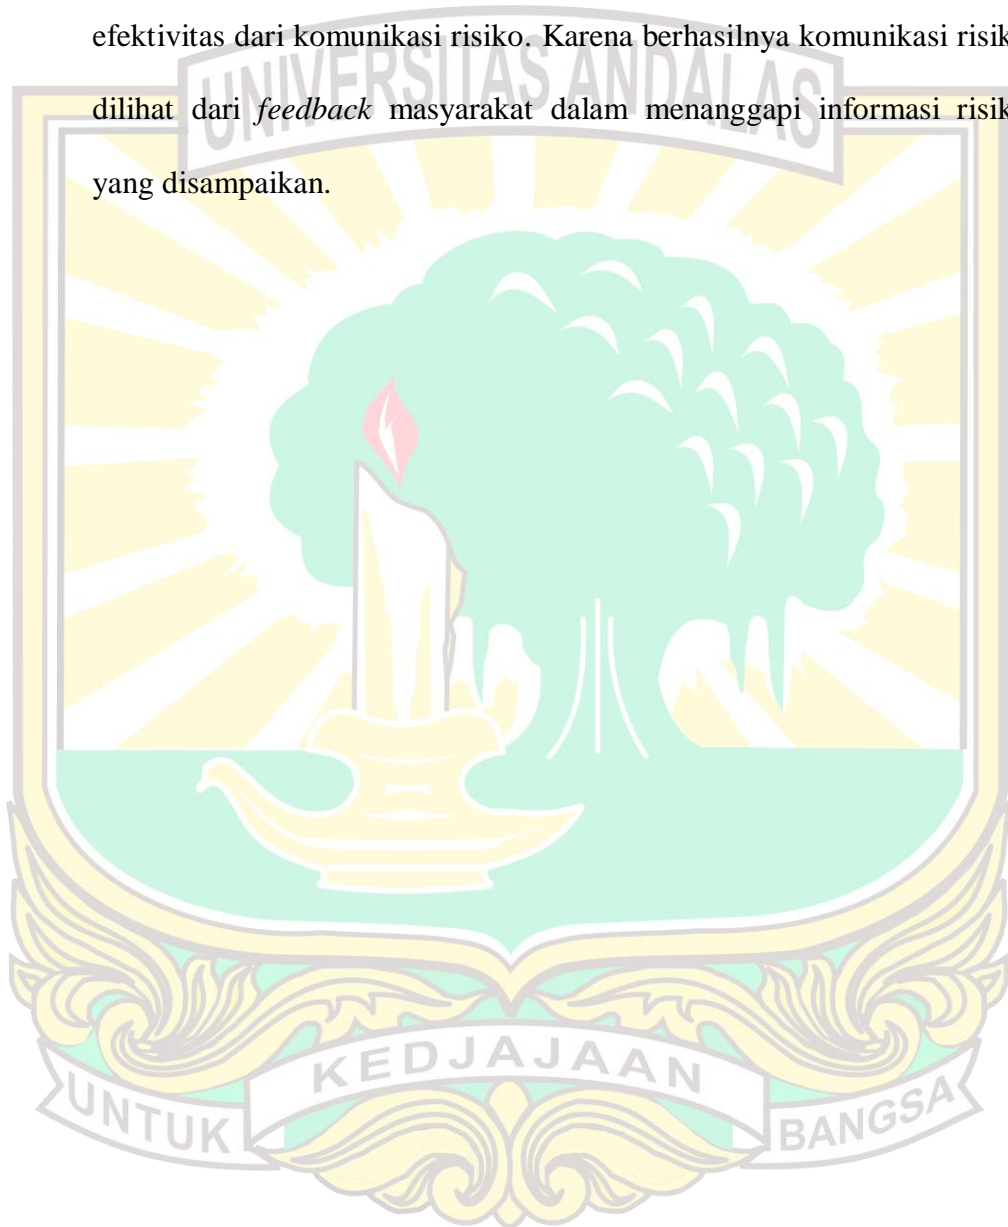 efektivitas dari komunikasi risiko. Karena berhasilnya komunikasi risik
dilihat dari feedback masyarakat dalam menanggapi informasi risik
yang disampaikan.
UNIVERSITAS ANDALAS
KEDJAJAAN
UNTUK
BANGSA